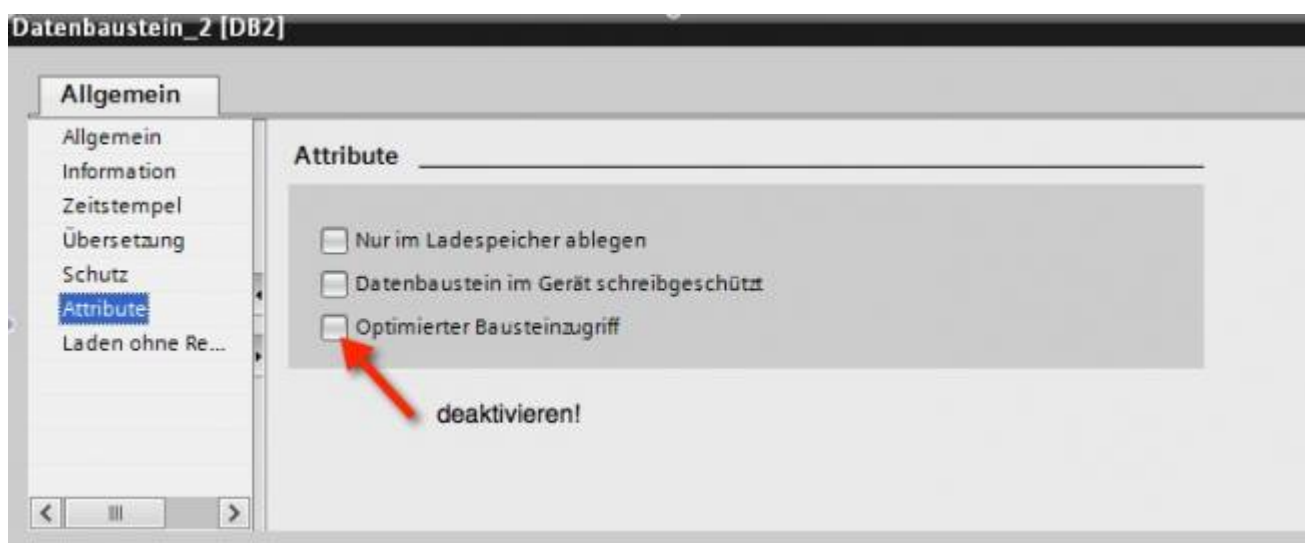 Datenbaustein_2 [DB2]
Allgemein
Allgemein
Information
Zeitstempel
Übersetzung
Schutz
Attribute
Laden ohne Re...
Attribute
Nur im Ladespeicher ablegen
Datenbaustein im Gerät schreibgeschützt
Optimierter Bausteinzugriff
deaktivieren!